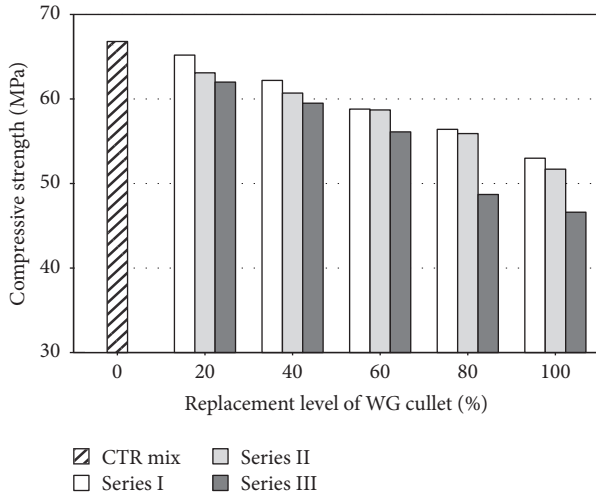 Compressive strength (MPa)
70
60
50
40
30
0 20 40 60 80 100
Replacement level of WG cullet (%)
CTR mix Series II
Series I Series III